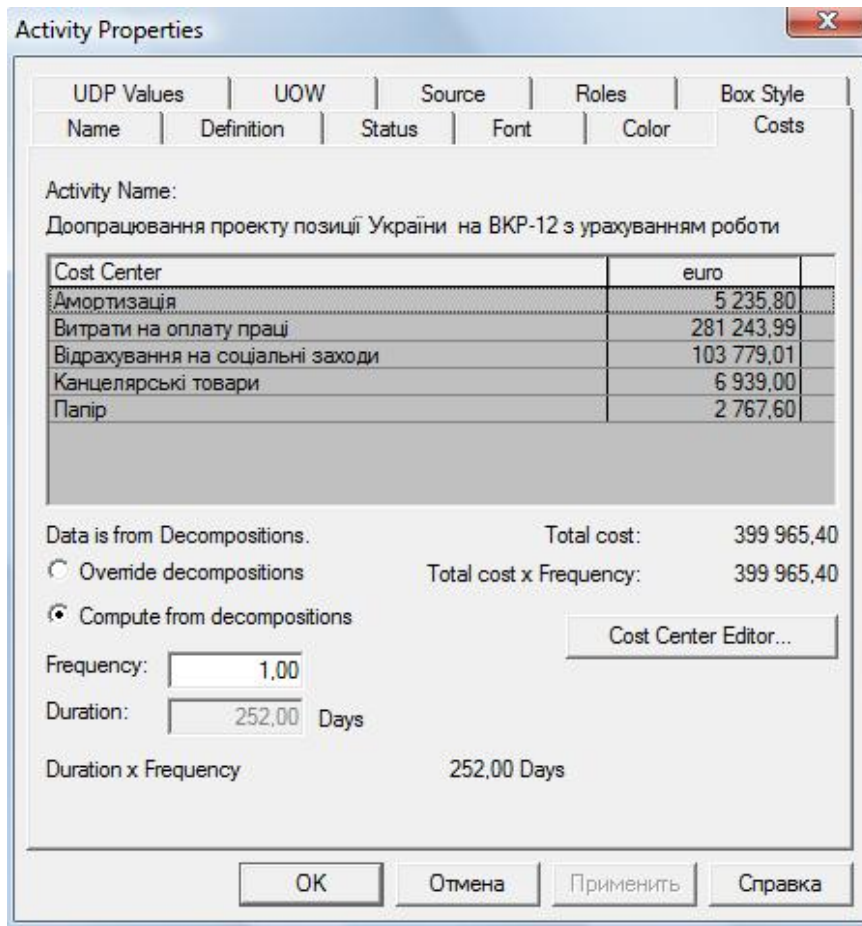 Activity Properties
UDP Values UOW Source Roles Box Style
Name Definition Status Font Color Costs
Activity Name:
Доопрацювання проекту позиції України на ВКР-12 з урахуванням роботи
Cost Center euro
Амортизація 5 235,80
Витрати на оплату праці 281 243,99
Відрахування на соціальні заходи 103 779,01
Канцелярські товари 6 939,00
Папір 2 767,60
Data is from Decompositions. Total cost: 399 965,40
Override decompositions Total cost x Frequency: 399 965,40
Compute from decompositions
Cost Center Editor...
Frequency: 1,00
Duration: 252,00 Days
Duration x Frequency 252,00 Days
OK Отмена Применить Справка